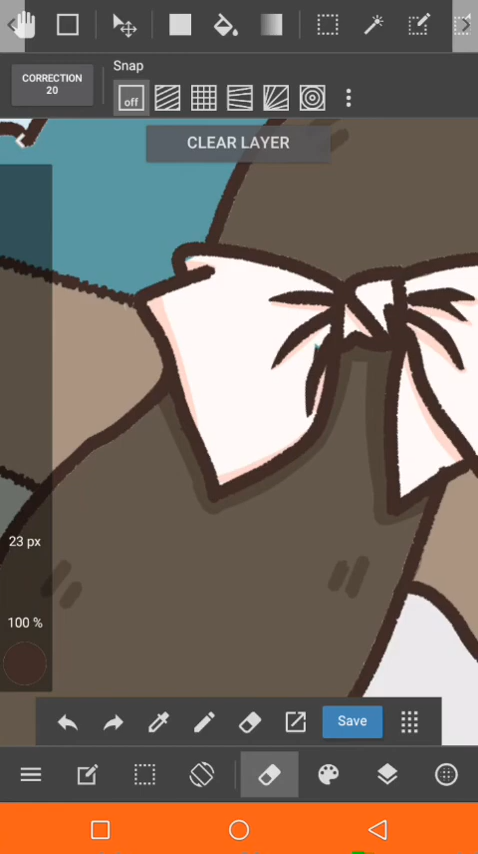 Snap
CORRECTION
20
off
CLEAR LAYER
23 px
100 %
Save